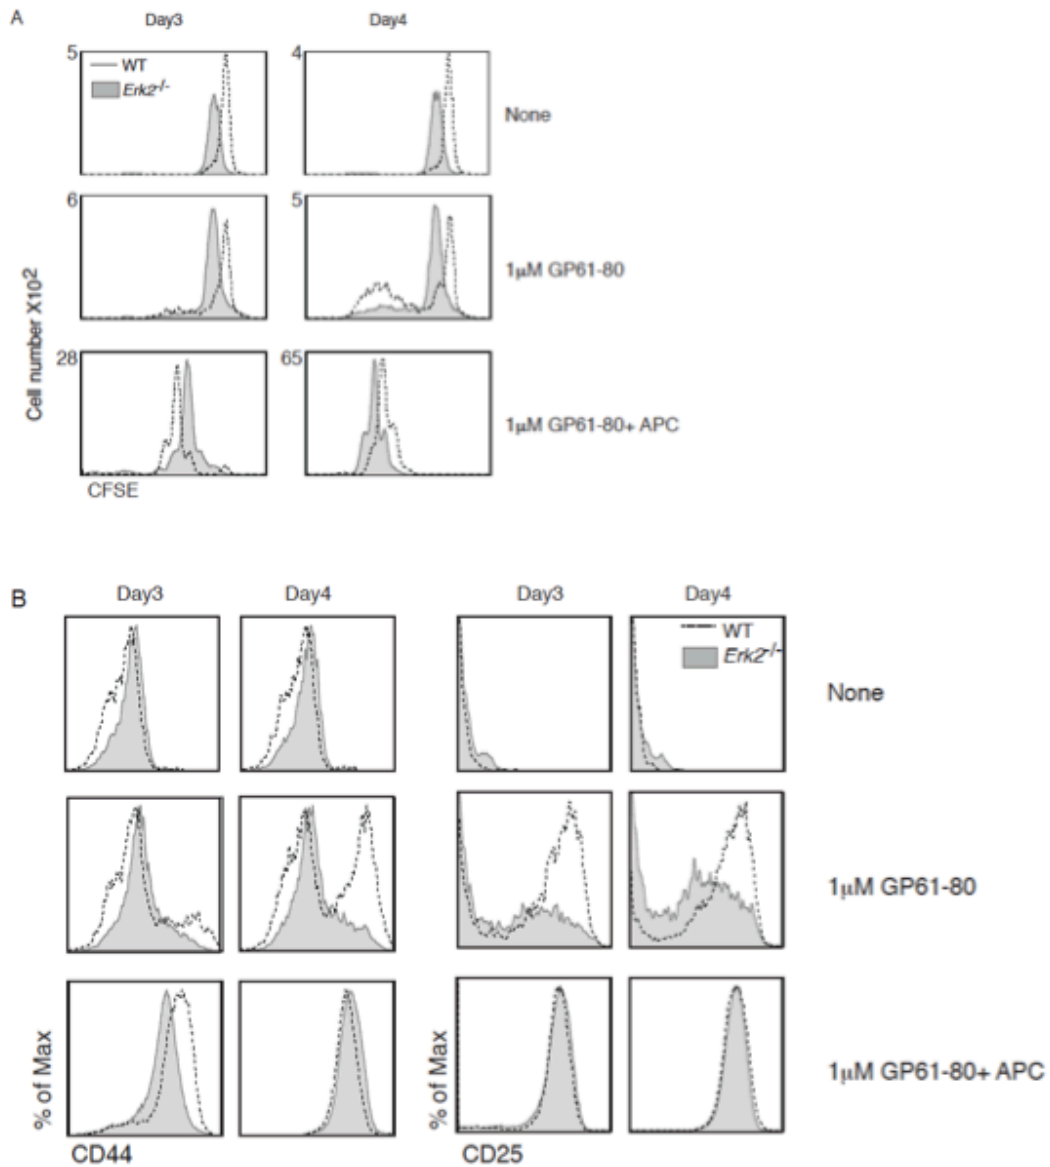 A
Day3
Day4
5
WT
Erk2-/-
4
None
6
5
1μM GP61-80
28
65
1μM GP61-80+ APC
Cell number X10²
CFSE
B
Day3
Day4
Day3
Day4
WT
Erk2-/-
None
1μM GP61-80
1μM GP61-80+ APC
% of Max
% of Max
CD44
CD25